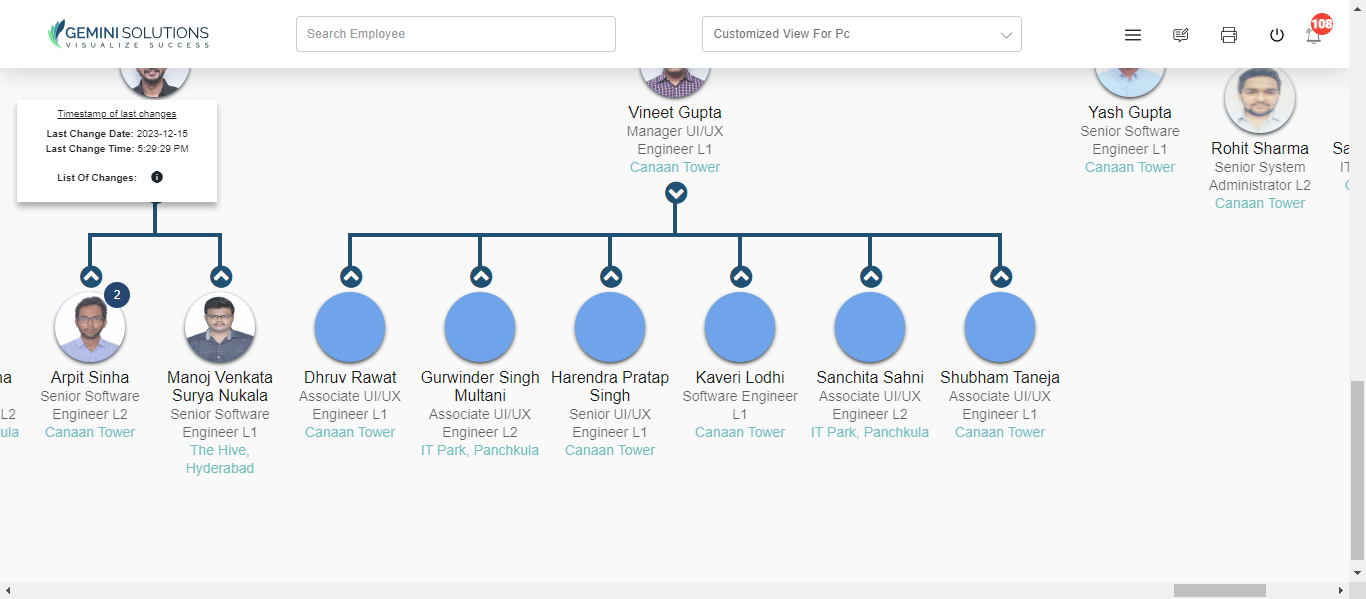 GEMINI SOLUTIONS
VISUALIZE SUCCESS
Search Employee
Customized View For Pc
108
Timestamp of last changes
Last Change Date: 2023-12-15
Last Change Time: 5:29:29 PM
List Of Changes:
Vineet Gupta
Manager UI/UX
Engineer L1
Canaan Tower
Yash Gupta
Senior Software
Engineer L1
Canaan Tower
Rohit Sharma
Senior System
Administrator L2
Canaan Tower
Sa
IT
C
ha
L2
ula
2
Arpit Sinha
Senior Software
Engineer L2
Canaan Tower
Manoj Venkata
Surya Nukala
Senior Software
Engineer L1
The Hive,
Hyderabad
Dhruv Rawat
Associate UI/UX
Engineer L1
Canaan Tower
Gurwinder Singh
Multani
Associate UI/UX
Engineer L2
IT Park, Panchkula
Harendra Pratap
Singh
Senior UI/UX
Engineer L1
Canaan Tower
Kaveri Lodhi
Software Engineer
L1
Canaan Tower
Sanchita Sahni
Associate UI/UX
Engineer L2
IT Park, Panchkula
Shubham Taneja
Associate UI/UX
Engineer L1
Canaan Tower